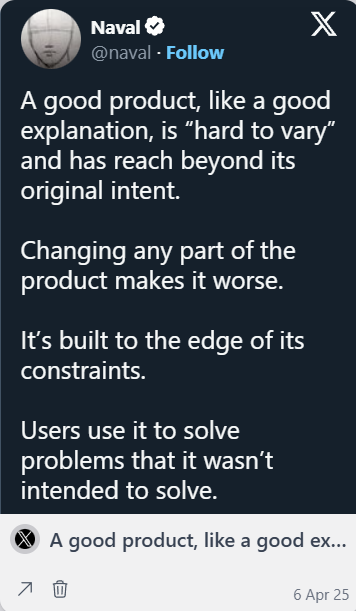 Naval
@naval · Follow
A good product, like a good
explanation, is “hard to vary”
and has reach beyond its
original intent.
Changing any part of the
product makes it worse.
It’s built to the edge of its
constraints.
Users use it to solve
problems that it wasn’t
intended to solve.
A good product, like a good ex...
6 Apr 25